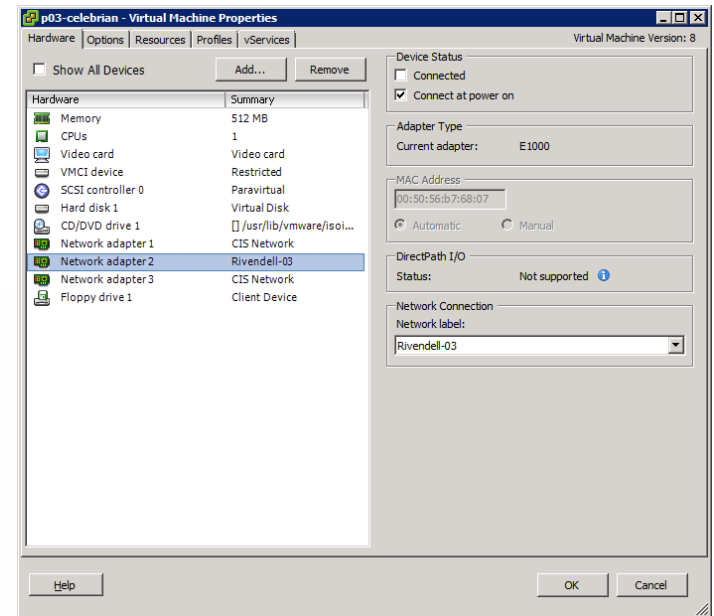 p03-celebrian - Virtual Machine Properties
Hardware Options Resources Profiles vServices Virtual Machine Version: 8
Show All Devices Add... Remove
Hardware Summary
Memory 512 MB
CPUs 1
Video card Video card
VMCI device Restricted
SCSI controller 0 Paravirtual
Hard disk 1 Virtual Disk
CD/DVD drive 1 [] /usr/lib/vmware/isoi...
Network adapter 1 CIS Network
Network adapter 2 Rivendell-03
Network adapter 3 CIS Network
Floppy drive 1 Client Device
Device Status
Connected
Connect at power on
Adapter Type
Current adapter: E1000
MAC Address
00:50:56:b7:68:07
Automatic Manual
DirectPath I/O
Status: Not supported
Network Connection
Network label:
Rivendell-03
Help OK Cancel